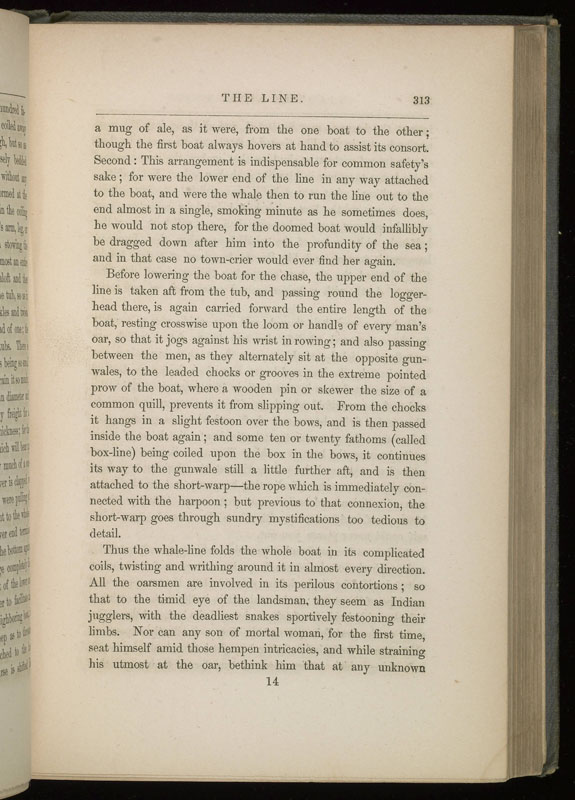 THE LINE. 313
a mug of ale, as it were, from the one boat to the other;
though the first boat always hovers at hand to assist its consort.
Second: This arrangement is indispensable for common safety's
sake; for were the lower end of the line in any way attached
to the boat, and were the whale then to run the line out to the
end almost in a single, smoking minute as he sometimes does,
he would not stop there, for the doomed boat would infallibly
be dragged down after him into the profundity of the sea;
and in that case no town-crier would ever find her again.
Before lowering the boat for the chase, the upper end of the
line is taken aft from the tub, and passing round the logger-
head there, is again carried forward the entire length of the
boat, resting crosswise upon the loom or handle of every man's
oar, so that it jogs against his wrist in rowing; and also passing
between the men, as they alternately sit at the opposite gun-
wales, to the leaded chocks or grooves in the extreme pointed
prow of the boat, where a wooden pin or skewer the size of a
common quill, prevents it from slipping out. From the chocks
it hangs in a slight festoon over the bows, and is then passed
inside the boat again; and some ten or twenty fathoms (called
box-line) being coiled upon the box in the bows, it continues
its way to the gunwale still a little further aft, and is then
attached to the short-warp—the rope which is immediately con-
nected with the harpoon; but previous to that connexion, the
short-warp goes through sundry mystifications too tedious to
detail.
Thus the whale-line folds the whole boat in its complicated
coils, twisting and writhing around it in almost every direction.
All the oarsmen are involved in its perilous contortions; so
that to the timid eye of the landsman, they seem as Indian
jugglers, with the deadliest snakes sportively festooning their
limbs. Nor can any son of mortal woman, for the first time,
seat himself amid those hempen intricacies, and while straining
his utmost at the oar, bethink him that at any unknown
14